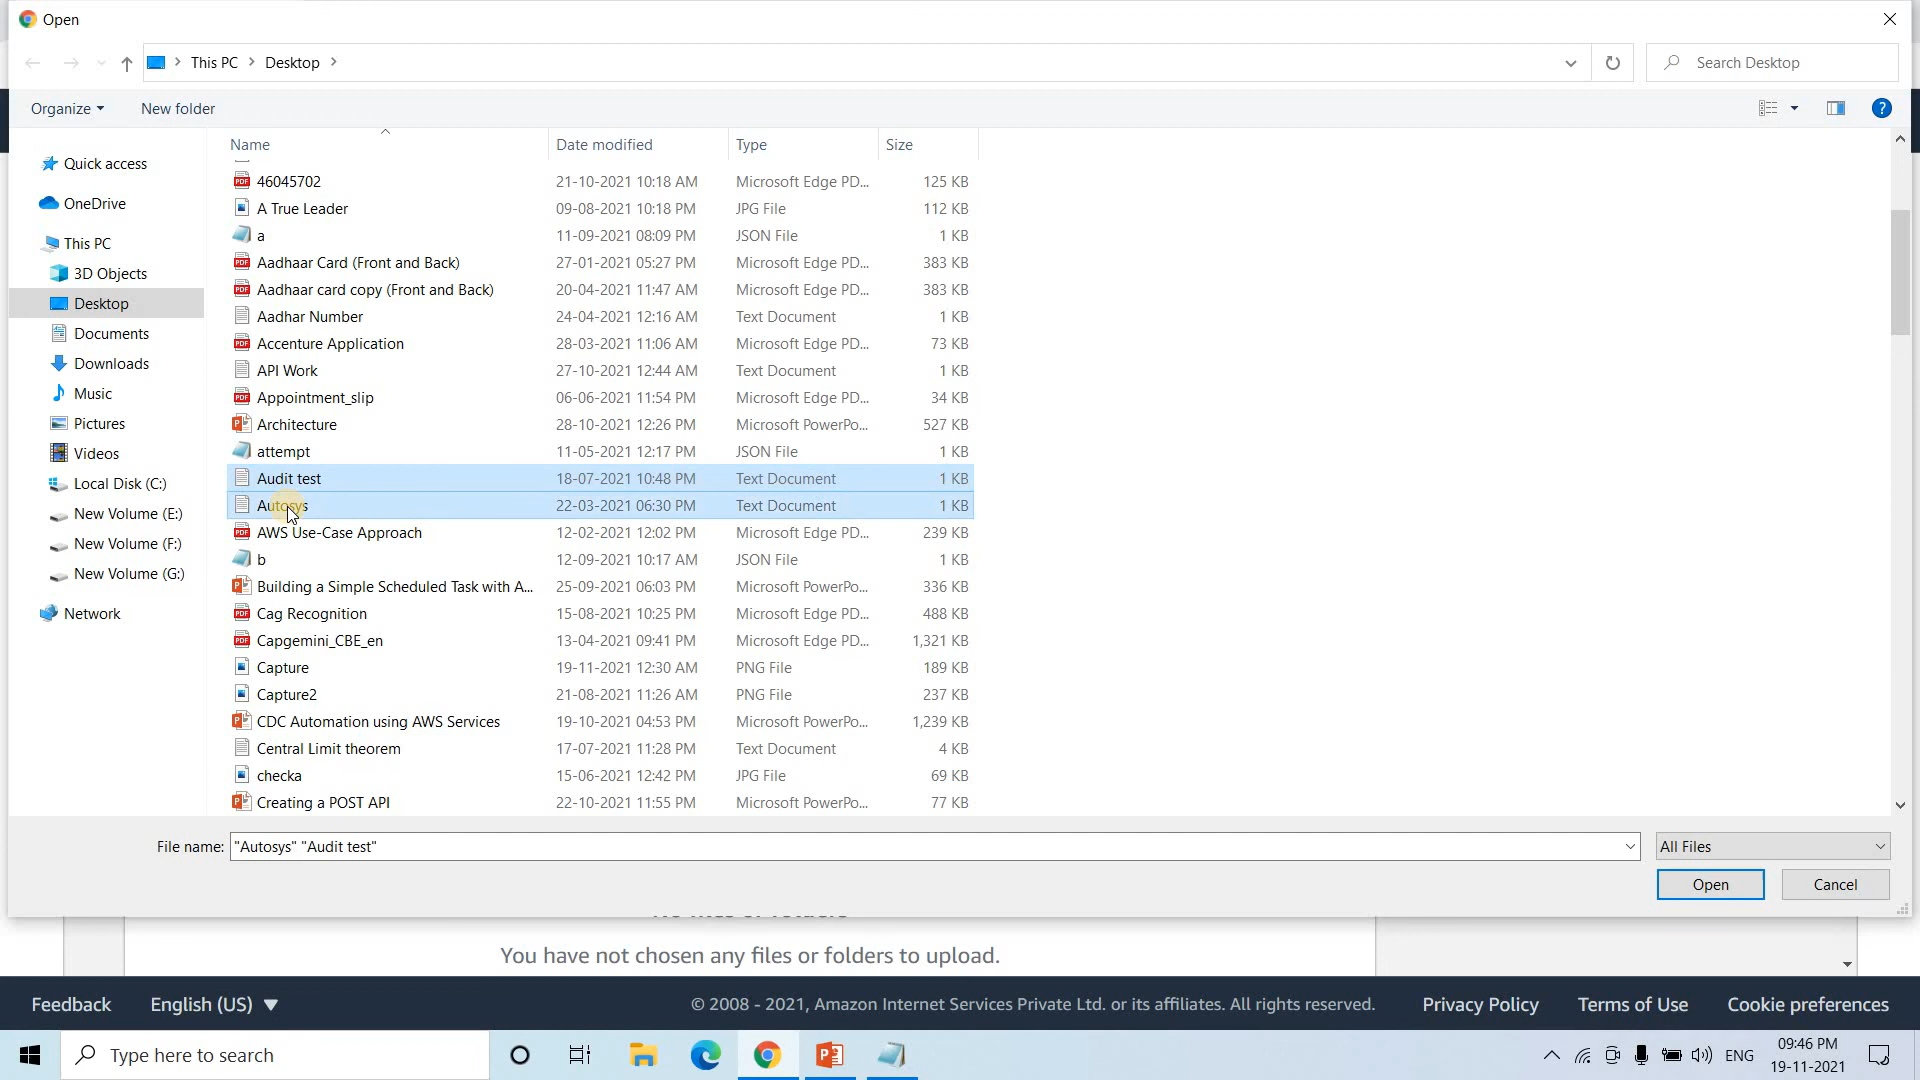 Open
This PC
Desktop
Search Desktop
Organize
New folder
?
Name
Date modified
Type
Size
Quick access
OneDrive
This PC
3D Objects
Desktop
Documents
Downloads
Music
Pictures
Videos
Local Disk (C:)
New Volume (E:)
New Volume (F:)
New Volume (G:)
Network
46045702 21-10-2021 10:18 AM Microsoft Edge PD... 125 KB
A True Leader 09-08-2021 10:18 PM JPG File 112 KB
a 11-09-2021 08:09 PM JSON File 1 KB
Aadhaar Card (Front and Back) 27-01-2021 05:27 PM Microsoft Edge PD... 383 KB
Aadhaar card copy (Front and Back) 20-04-2021 11:47 AM Microsoft Edge PD... 383 KB
Aadhar Number 24-04-2021 12:16 AM Text Document 1 KB
Accenture Application 28-03-2021 11:06 AM Microsoft Edge PD... 73 KB
API Work 27-10-2021 12:44 AM Text Document 1 KB
Appointment_slip 06-06-2021 11:54 PM Microsoft Edge PD... 34 KB
Architecture 28-10-2021 12:26 PM Microsoft PowerPo... 527 KB
attempt 11-05-2021 12:17 PM JSON File 1 KB
Audit test 18-07-2021 10:48 PM Text Document 1 KB
Autosys 22-03-2021 06:30 PM Text Document 1 KB
AWS Use-Case Approach 12-02-2021 12:02 PM Microsoft Edge PD... 239 KB
b 12-09-2021 10:17 AM JSON File 1 KB
Building a Simple Scheduled Task with A... 25-09-2021 06:03 PM Microsoft PowerPo... 336 KB
Cag Recognition 15-08-2021 10:25 PM Microsoft Edge PD... 488 KB
Capgemini_CBE_en 13-04-2021 09:41 PM Microsoft Edge PD... 1,321 KB
Capture 19-11-2021 12:30 AM PNG File 189 KB
Capture2 21-08-2021 11:26 AM PNG File 237 KB
CDC Automation using AWS Services 19-10-2021 04:53 PM Microsoft PowerPo... 1,239 KB
Central Limit theorem 17-07-2021 11:28 PM Text Document 4 KB
checka 15-06-2021 12:42 PM JPG File 69 KB
Creating a POST API 22-10-2021 11:55 PM Microsoft PowerPo... 77 KB
File name: "Autosys" "Audit test"
All Files
Open
Cancel
You have not chosen any files or folders to upload.
Feedback
English (US)
© 2008 - 2021, Amazon Internet Services Private Ltd. or its affiliates. All rights reserved.
Privacy Policy
Terms of Use
Cookie preferences
Type here to search
ENG
09:46 PM
19-11-2021